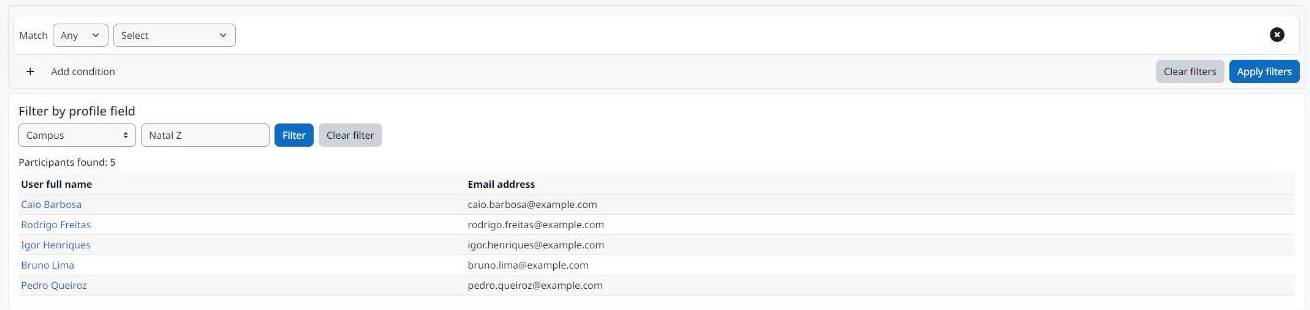 Match Any Select
+ Add condition Clear filters Apply filters
Filter by profile field
Campus Natal Z Filter Clear filter
Participants found: 5
User full name Email address
Caio Barbosa caio.barbosa@example.com
Rodrigo Freitas rodrigo.freitas@example.com
Igor Henriques igor.henriques@example.com
Bruno Lima bruno.lima@example.com
Pedro Queiroz pedro.queiroz@example.com